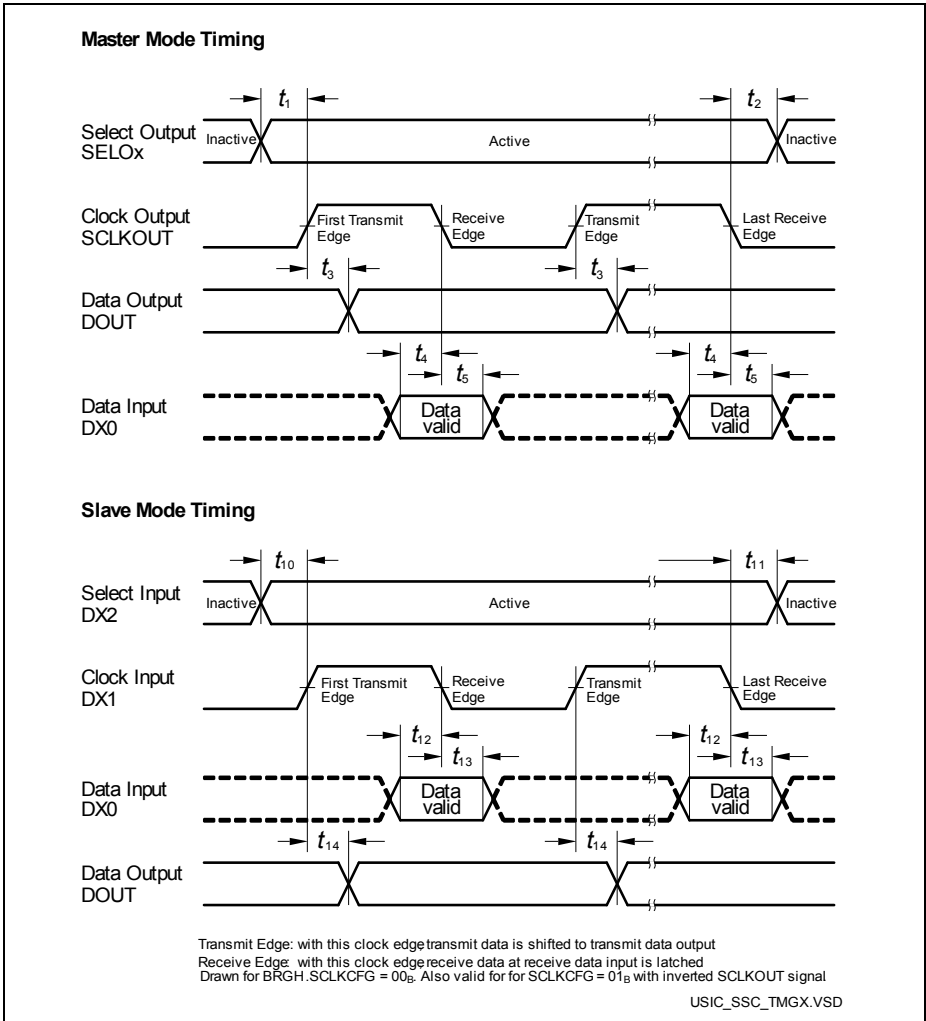 Master Mode Timing
t1
t2
Select Output
SELOx
Inactive
Active
Inactive
Clock Output
SCLKOUT
First Transmit
Edge
Receive
Edge
Transmit
Edge
Last Receive
Edge
t3
t3
Data Output
DOUT
t4
t5
t4
t5
Data Input
DX0
Data
valid
Data
valid
Slave Mode Timing
t10
t11
Select Input
DX2
Inactive
Active
Inactive
Clock Input
DX1
First Transmit
Edge
Receive
Edge
Transmit
Edge
Last Receive
Edge
t12
t13
t12
t13
Data Input
DX0
Data
valid
Data
valid
t14
t14
Data Output
DOUT
Transmit Edge: with this clock edge, transmit data is shifted to transmit data output
Receive Edge: with this clock edge, receive data at receive data input is latched
Drawn for BRGH.SCLKCFG = 00B. Also valid for for SCLKCFG = 01B with inverted SCLKOUT signal.
USIC_SSC_TMGX.VSD